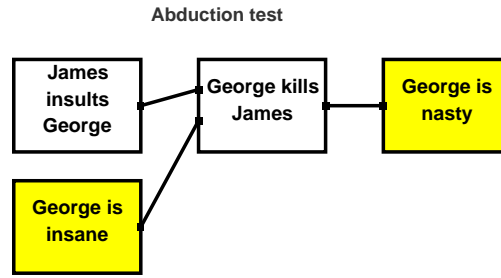 Abduction test
James
insults
George
George kills
James
George is
nasty
George is
insane